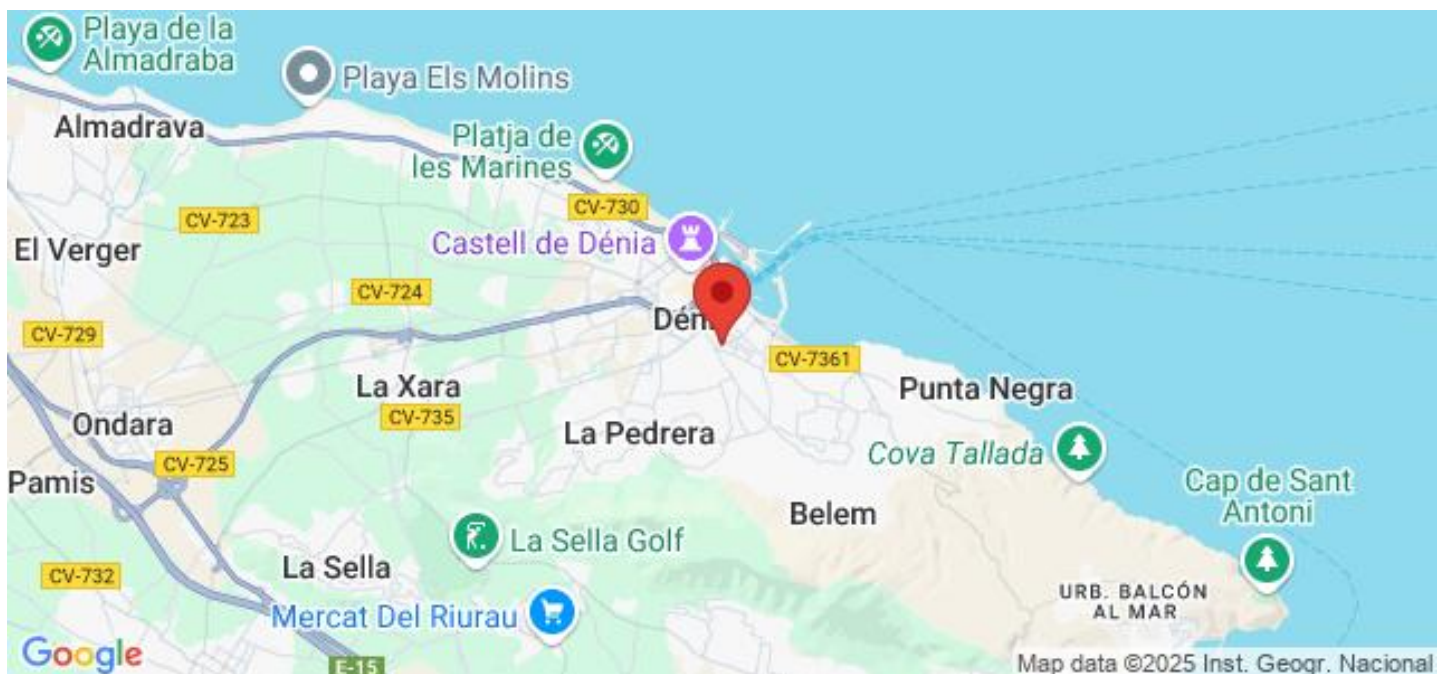 Playa de la
Almadraba
Playa Els Molins
Almadrava
Platja de
les Marines
CV-730
CV-723
El Verger
Castell de Dénia
CV-724
CV-729
CV-7361
La Xara
CV-735
Punta Negra
Ondara
La Pedrera
CV-725
Cova Tallada
Pamis
Cap de Sant
Antoni
Belem
La Sella Golf
La Sella
CV-732
URB. BALCÓN
AL MAR
Mercat Del Riurau
Google
E-15
Map data ©2025 Inst. Geogr. Nacional